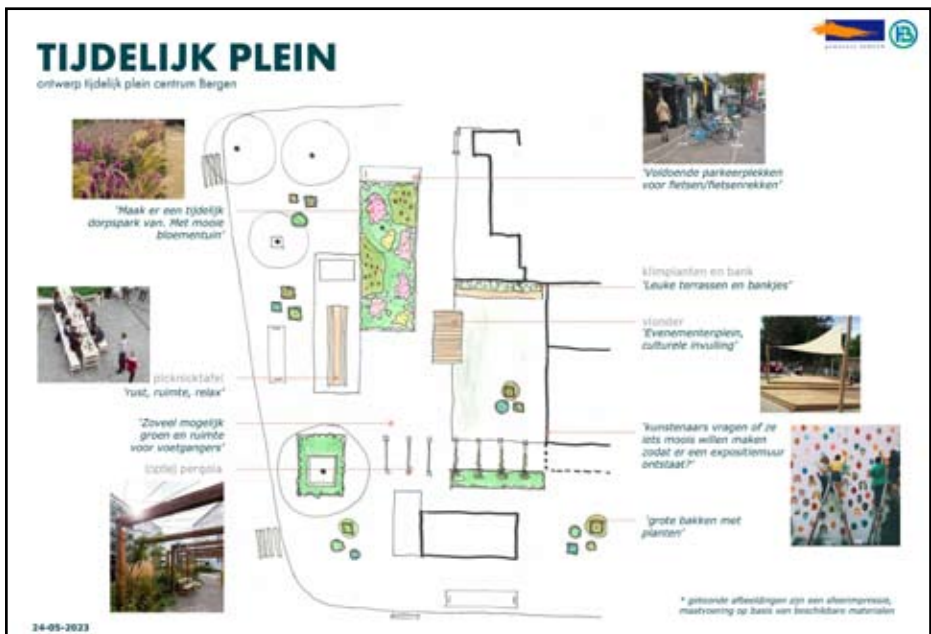 TIJDELIJK PLEIN
ontwerp tijdelijk plein centrum Bergen
gemeente BERGEN
'Maak er een tijdelijk
dorpspark van. Met mooie
bloementuin'
picknicktafel
'rust, ruimte, relax'
'Zoveel mogelijk
groen en ruimte
voor voetgangers'
(optie) pergola
'Voldoende parkeerplekken
voor fietsen/fietsenrekken'
klimplanten en bank
'Leuke terrassen en bankjes"
vlonder
'Evenementenplein,
culturele invulling'
'kunstenaars vragen of ze
iets moois willen maken
zodat er een expositiemuur
ontstaat?"
'grote bakken met
planten'
* getoonde afbeeldingen zijn een sfeerimpressie,
maatvoering op basis van beschikbare materialen
24-05-2023